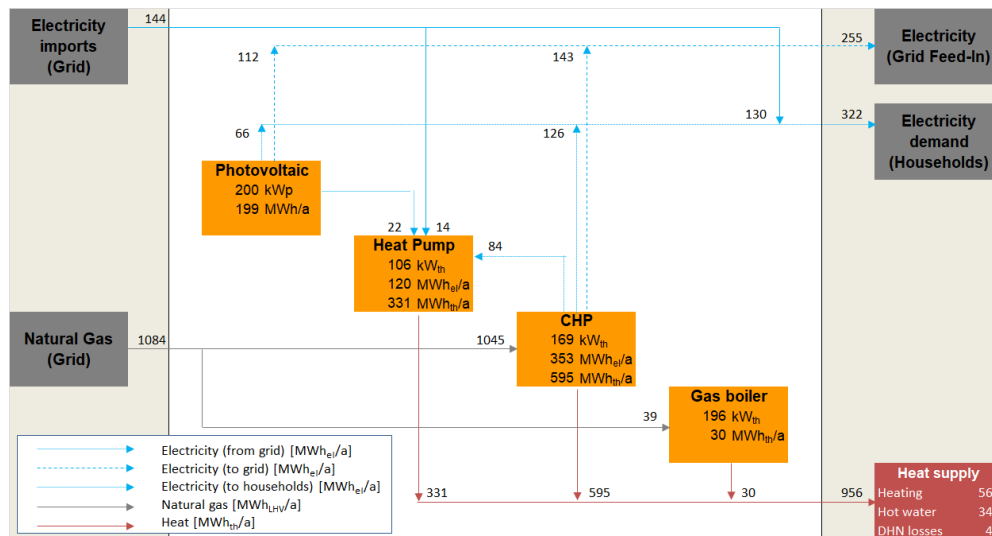 Electricity
imports
(Grid)
144
112
143
255
Electricity
(Grid Feed-In)
66
126
130
322
Electricity
demand
(Households)
Photovoltaic
200 kWp
199 MWh/a
22
14
84
Heat Pump
106 kWth
120 MWhel/a
331 MWhth/a
Natural Gas
(Grid)
1084
1045
CHP
169 kWth
353 MWhel/a
595 MWhth/a
39
Gas boiler
196 kWth
30 MWhth/a
Electricity (from grid) [MWhel/a]
Electricity (to grid) [MWhel/a]
Electricity (to households) [MWhel/a]
Natural gas [MWhLHV/a]
Heat [MWhth/a]
331
595
30
956
Heat supply
Heating 56
Hot water 34
DHN losses 4